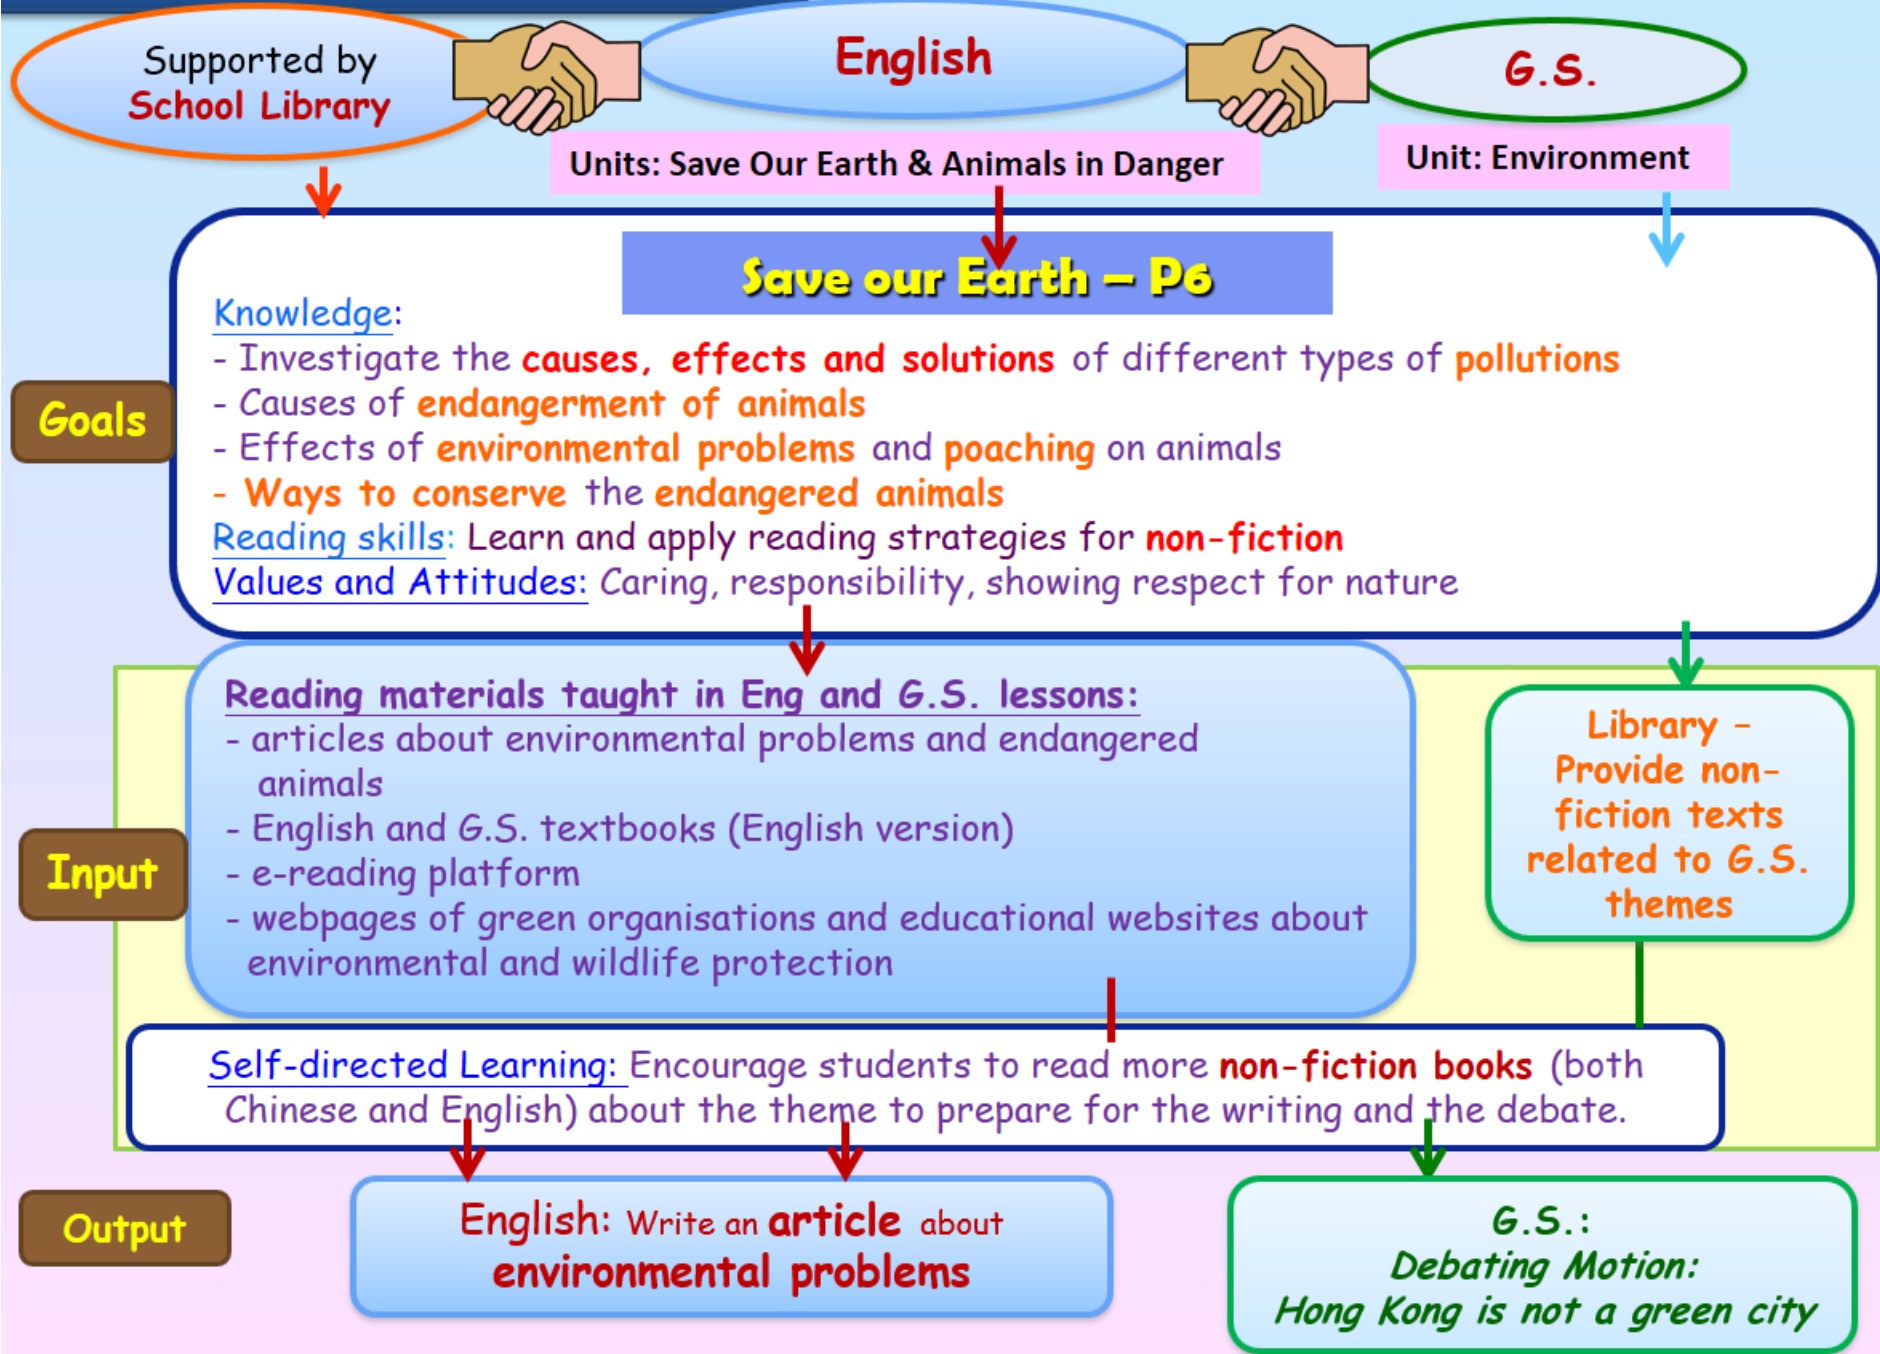 Supported by
School Library
English
G.S.
Units: Save Our Earth & Animals in Danger
Unit: Environment
Save our Earth – P6
Goals
Knowledge:
- Investigate the causes, effects and solutions of different types of pollutions
- Causes of endangerment of animals
- Effects of environmental problems and poaching on animals
- Ways to conserve the endangered animals
Reading skills: Learn and apply reading strategies for non-fiction
Values and Attitudes: Caring, responsibility, showing respect for nature
Input
Reading materials taught in Eng and G.S. lessons:
- articles about environmental problems and endangered
animals
- English and G.S. textbooks (English version)
- e-reading platform
- webpages of green organisations and educational websites about
environmental and wildlife protection
Library –
Provide non-
fiction texts
related to G.S.
themes
Self-directed Learning: Encourage students to read more non-fiction books (both
Chinese and English) about the theme to prepare for the writing and the debate.
Output
English: Write an article about
environmental problems
G.S.:
Debating Motion:
Hong Kong is not a green city